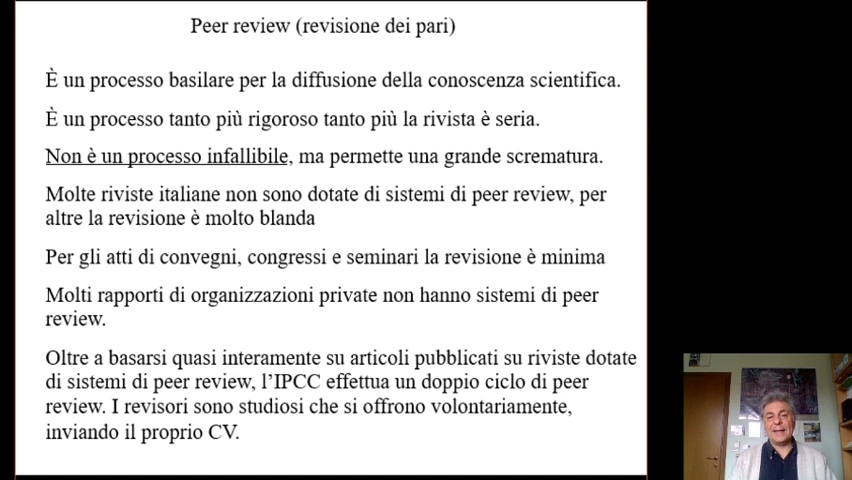 Peer review (revisione dei pari)
È un processo basilare per la diffusione della conoscenza scientifica.
È un processo tanto più rigoroso tanto più la rivista è seria.
Non è un processo infallibile, ma permette una grande scrematura.
Molte riviste italiane non sono dotate di sistemi di peer review, per
altre la revisione è molto blanda
Per gli atti di convegni, congressi e seminari la revisione è minima
Molti rapporti di organizzazioni private non hanno sistemi di peer
review.
Oltre a basarsi quasi interamente su articoli pubblicati su riviste dotate
di sistemi di peer review, l’IPCC effettua un doppio ciclo di peer
review. I revisori sono studiosi che si offrono volontariamente,
inviando il proprio CV.